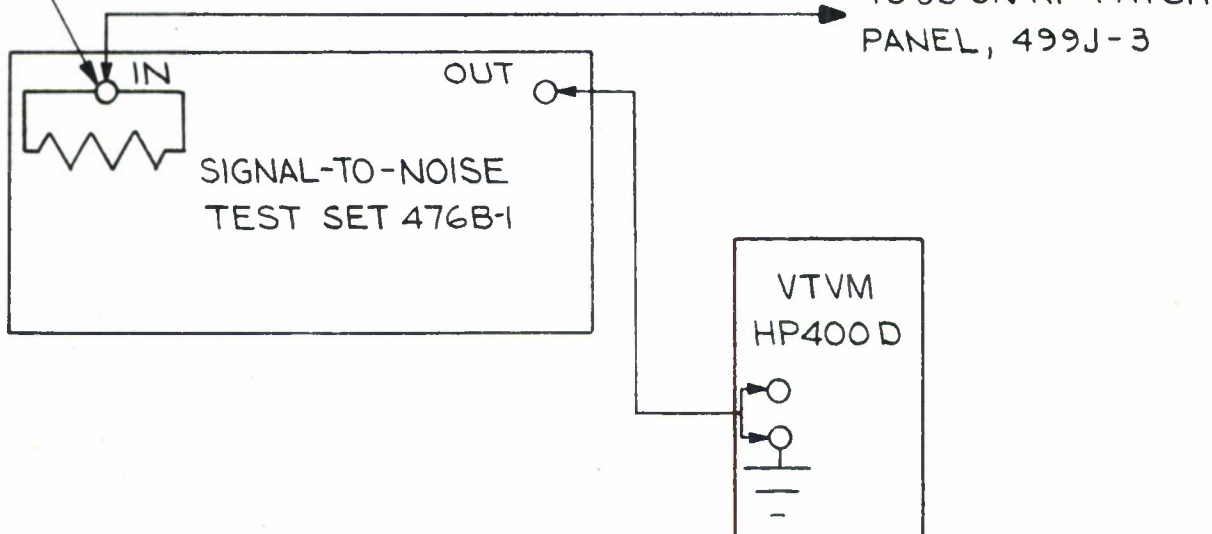 PANEL, 499J-3
IN
OUT
SIGNAL-TO-NOISE
TEST SET 476B-1
VTVM
HP400D